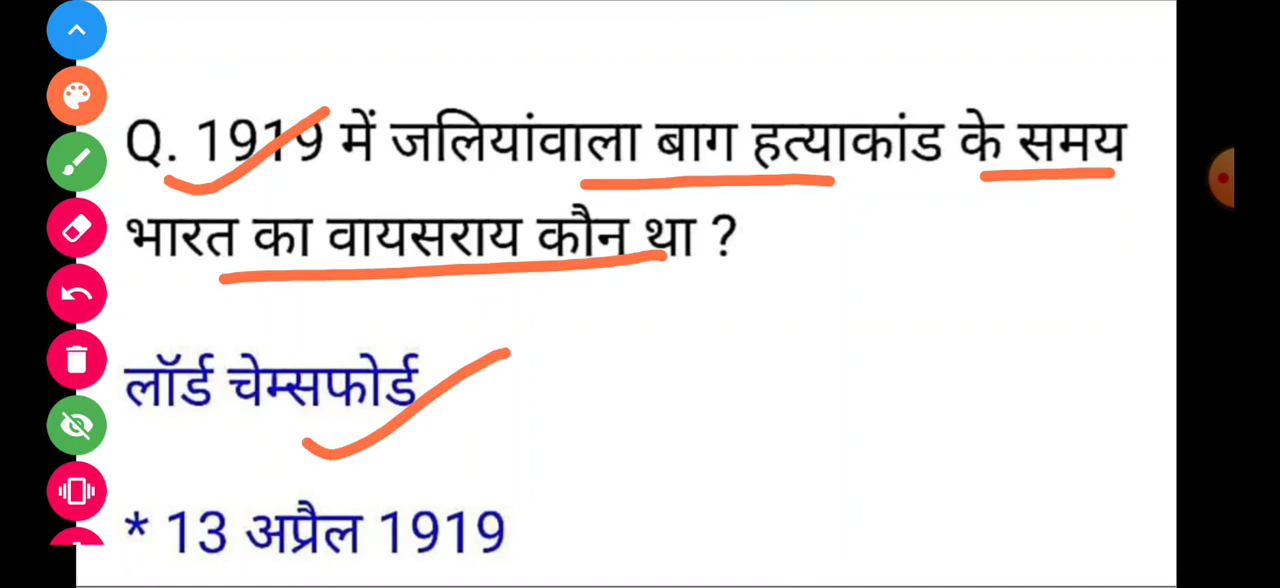 Q. 1919 में जलियांवाला बाग हत्याकांड के समय
भारत का वायसराय कौन था ?
लॉर्ड चेम्सफोर्ड
* 13 अप्रैल 1919